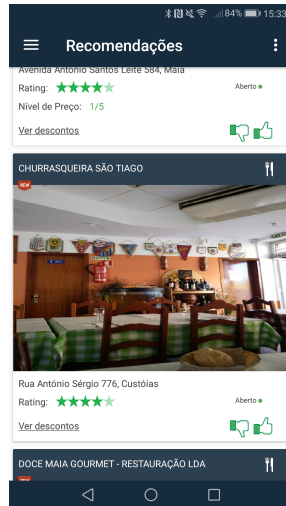 84% 15:33
Recomendações
Avenida António Santos Leite 584, Maia
Rating: Aberto
Nível de Preço: 1/5
Ver descontos
CHURRASQUEIRA SÃO TIAGO
NEW
Rua António Sérgio 776, Custóias
Rating: Aberto
Ver descontos
DOCE MAIA GOURMET - RESTAURAÇÃO LDA